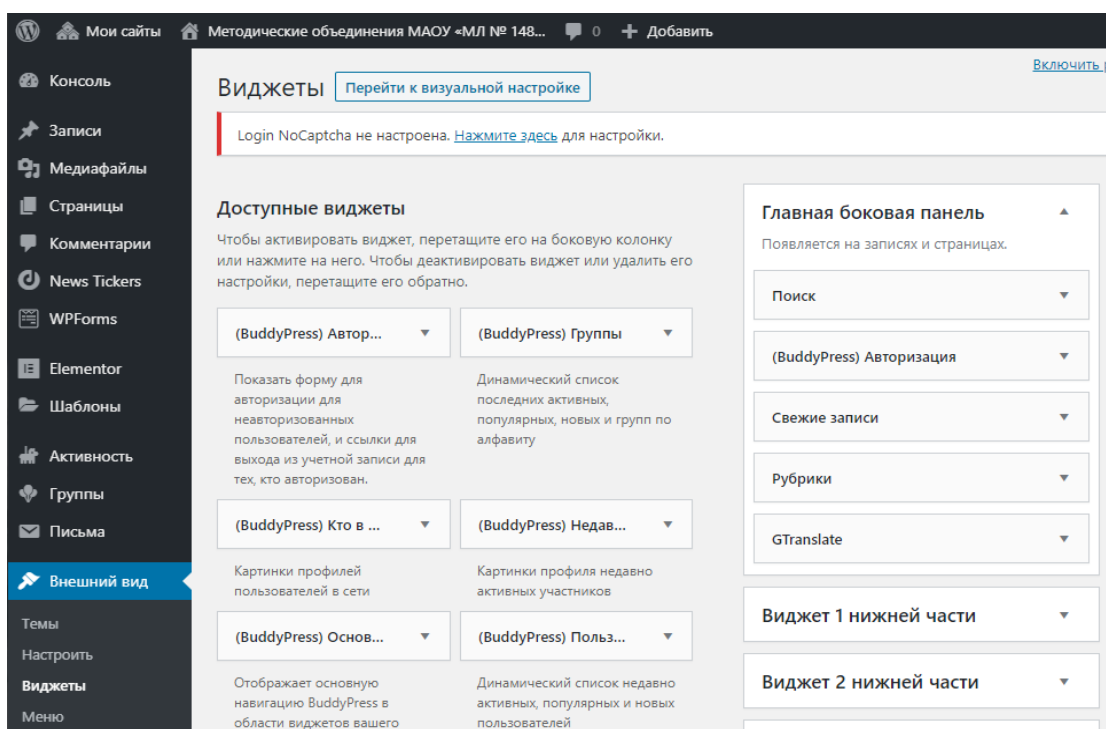 Мои сайты
Методические объединения МАОУ «МЛ № 148...
0
Добавить
Консоль
Записи
Медиафайлы
Страницы
Комментарии
News Tickers
WPForms
Elementor
Шаблоны
Активность
Группы
Письма
Внешний вид
Темы
Настроить
Виджеты
Меню
Включить
Виджеты
Перейти к визуальной настройке
Login NoCaptcha не настроена. Нажмите здесь для настройки.
Доступные виджеты
Чтобы активировать виджет, перетащите его на боковую колонку
или нажмите на него. Чтобы деактивировать виджет или удалить его
настройки, перетащите его обратно.
(BuddyPress) Автор...
Показать форму для
авторизации для
неавторизованных
пользователей, и ссылки для
выхода из учетной записи для
тех, кто авторизован.
(BuddyPress) Группы
Динамический список
последних активных,
популярных, новых и групп по
алфавиту
(BuddyPress) Кто в ...
Картинки профилей
пользователей в сети
(BuddyPress) Недав...
Картинки профиля недавно
активных участников
(BuddyPress) Основ...
Отображает основную
навигацию BuddyPress в
области виджетов вашего
(BuddyPress) Польз...
Динамический список недавно
активных, популярных и новых
пользователей
Главная боковая панель
Появляется на записях и страницах.
Поиск
(BuddyPress) Авторизация
Свежие записи
Рубрики
GTranslate
Виджет 1 нижней части
Виджет 2 нижней части